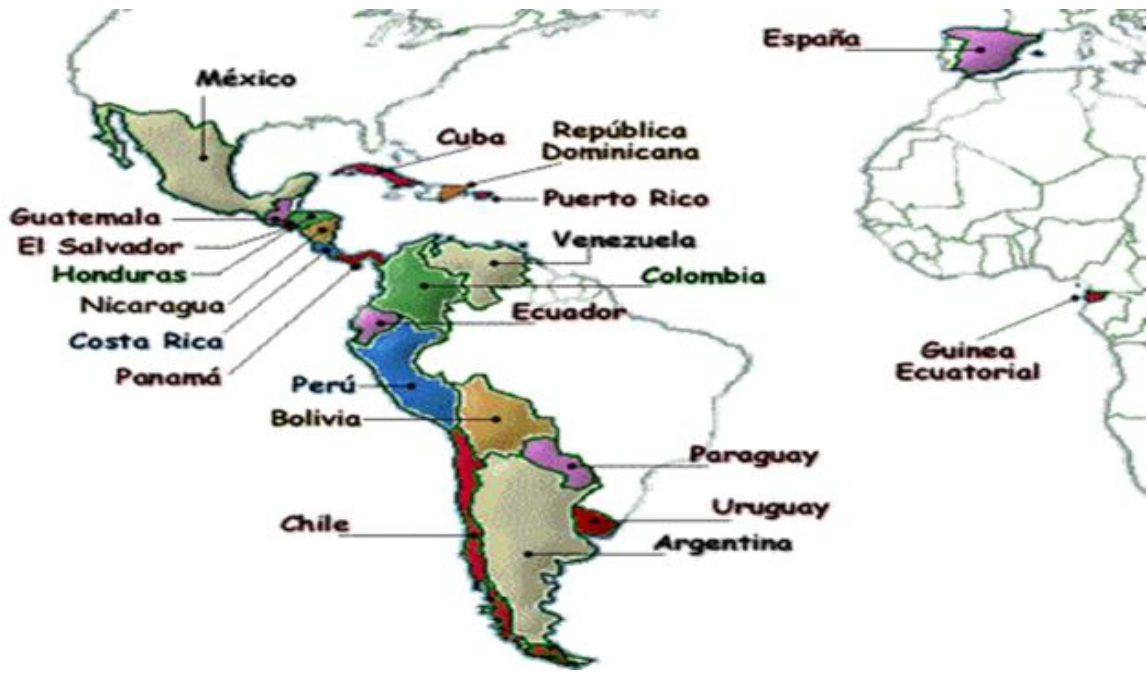 España
México
Cuba
República
Dominicana
Puerto Rico
Guatemala
El Salvador
Honduras
Nicaragua
Costa Rica
Panamá
Venezuela
Colombia
Ecuador
Perú
Bolivia
Guinea
Ecuatorial
Paraguay
Uruguay
Chile
Argentina